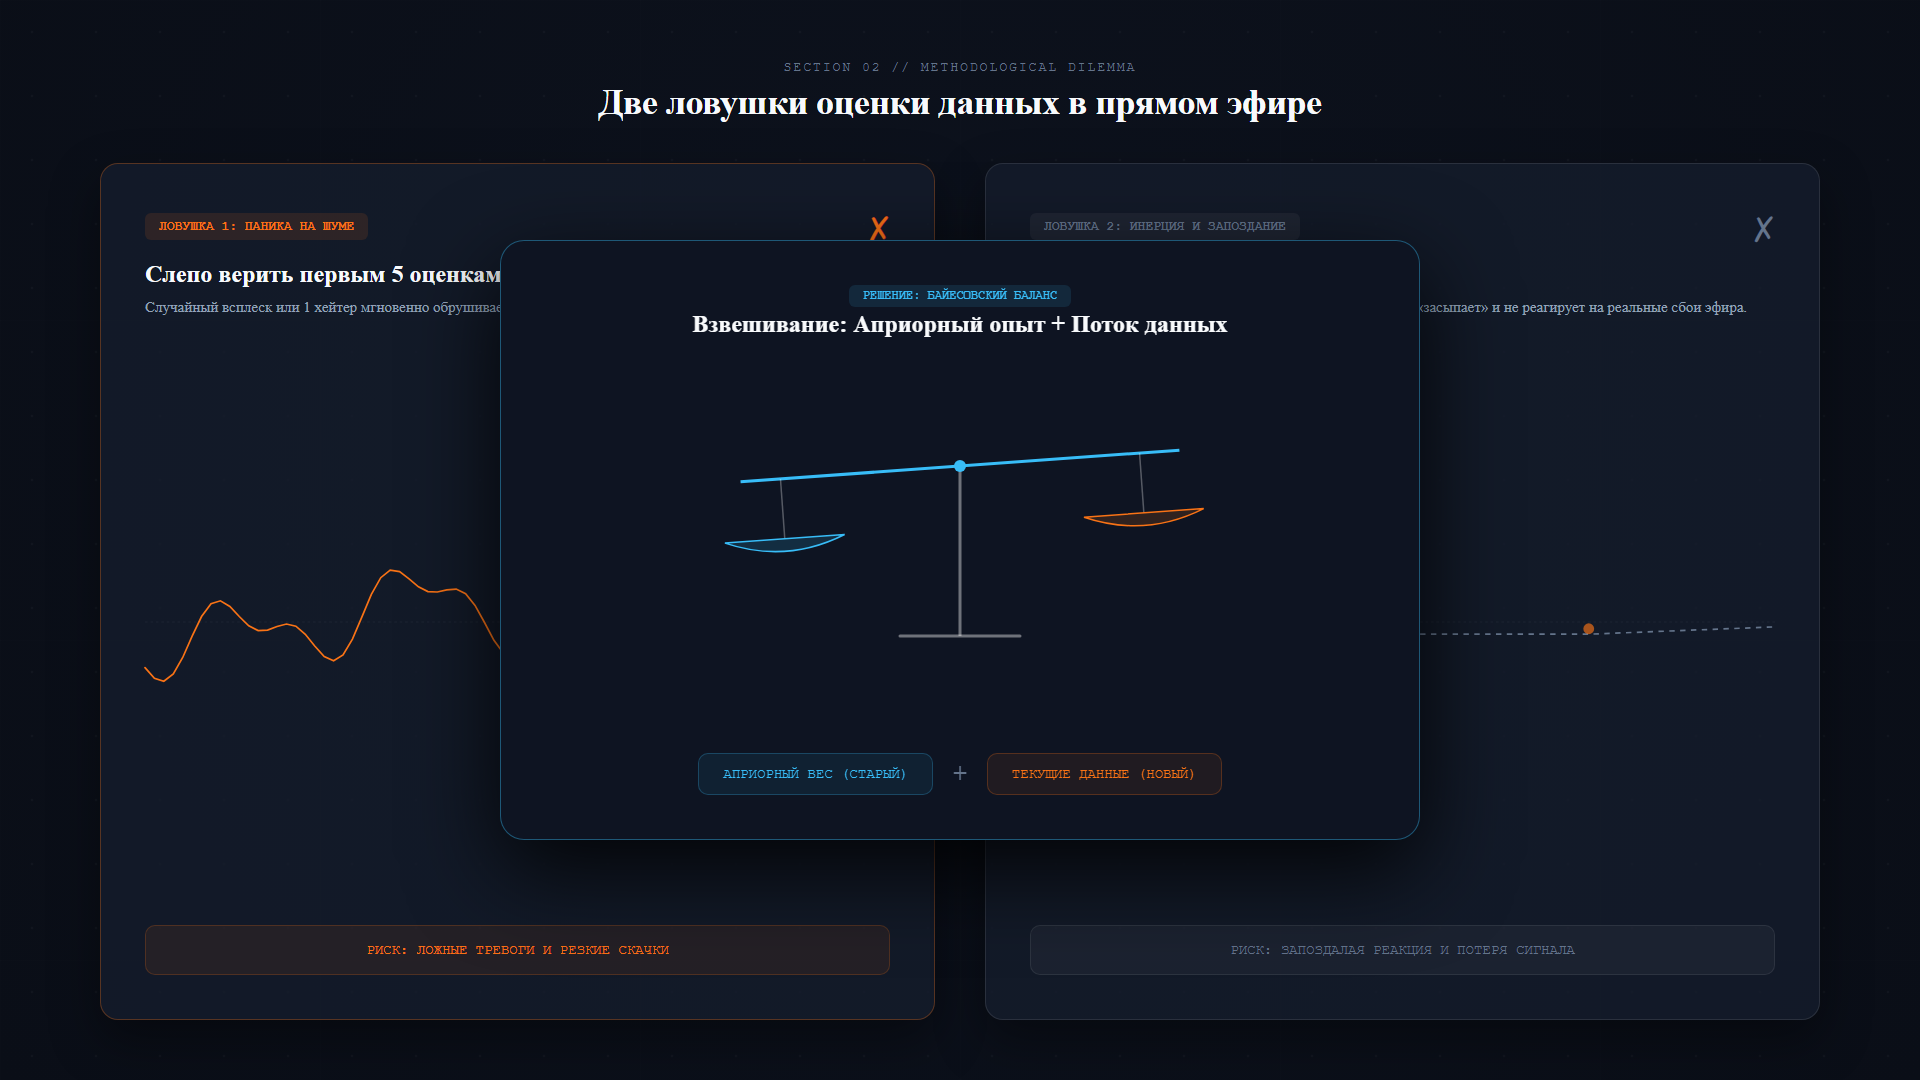 SECTION 02 // METHODOLOGICAL DILEMMA
Две ловушки оценки данных в прямом эфире
ЛОВУШКА 1: ПАНИКА НА ШУМЕ
✗
Слепо верить первым 5 оценкам
Случайный всплеск или 1 хейтер мгновенно обрушивае
ЛОВУШКА 2: ИНЕРЦИЯ И ЗАПОЗДАНИЕ
✗
«засыпает» и не реагирует на реальные сбои эфира.
РЕШЕНИЕ: БАЙЕСОВСКИЙ БАЛАНС
Взвешивание: Априорный опыт + Поток данных
АПРИОРНЫЙ ВЕС (СТАРЫЙ)
+
ТЕКУЩИЕ ДАННЫЕ (НОВЫЙ)
РИСК: ЛОЖНЫЕ ТРЕВОГИ И РЕЗКИЕ СКАЧКИ
РИСК: ЗАПОЗДАЛАЯ РЕАКЦИЯ И ПОТЕРЯ СИГНАЛА